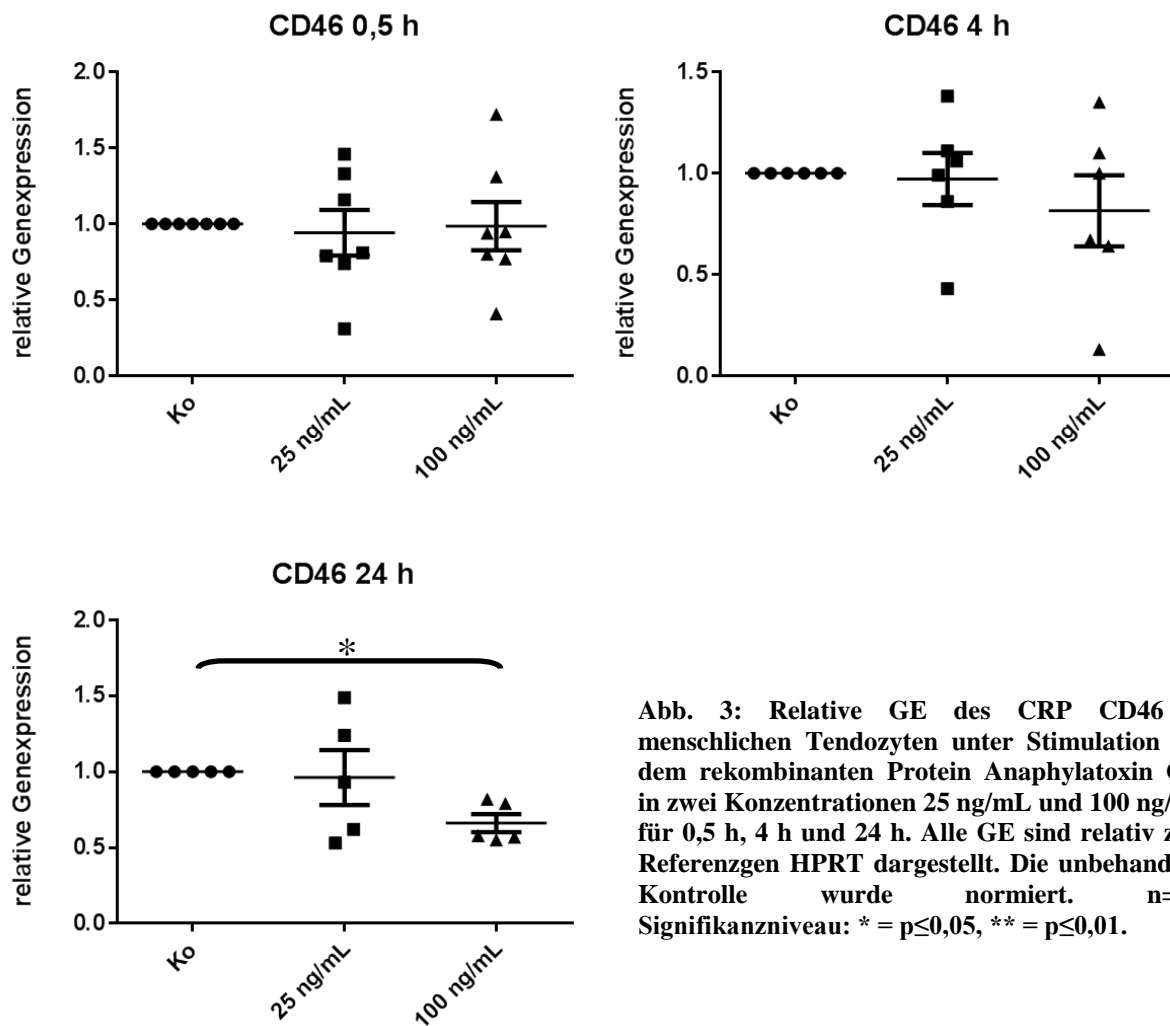 CD46 0,5 h
relative Genexpression
2.0
1.5
1.0
0.5
0.0
Ko
25 ng/mL
100 ng/mL
CD46 4 h
relative Genexpression
1.5
1.0
0.5
0.0
Ko
25 ng/mL
100 ng/mL
CD46 24 h
relative Genexpression
2.0
1.5
1.0
0.5
0.0
*
Ko
25 ng/mL
100 ng/mL
Abb. 3: Relative GE des CRP CD46
menschlichen Tendozyten unter Stimulation
dem rekombinanten Protein Anaphylatoxin
in zwei Konzentrationen 25 ng/mL und 100 ng/
für 0,5 h, 4 h und 24 h. Alle GE sind relativ
Referenzgen HPRT dargestellt. Die unbehand
Kontrolle wurde normiert. n=
Signifikanzniveau: * = p≤0,05, ** = p≤0,01.